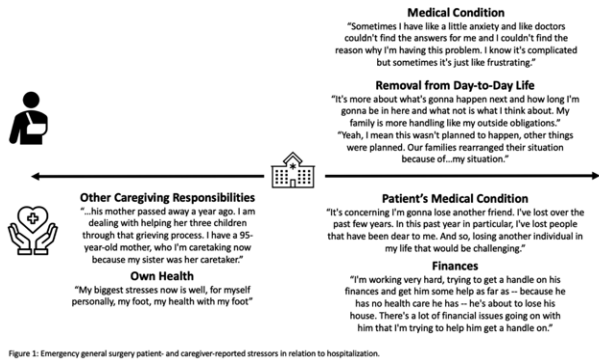 Medical Condition
"Sometimes I have like a little anxiety and like doctors
couldn't find the answers for me and I couldn't find the
reason why I'm having this problem. I know it's complicated
but sometimes it's just like frustrating."
Removal from Day-to-Day Life
"It's more about what's gonna happen next and how long I'm
gonna be in here and what not is what I think about. My
family is more handling like my outside obligations."
"Yeah, I mean this wasn't planned to happen, other things
were planned. Our families rearranged their situation
because of...my situation."
Other Caregiving Responsibilities
"...his mother passed away a year ago. I am
dealing with helping her three children
through that grieving process. I have a 95-
year-old mother, who I'm caretaking now
because my sister was her caretaker."
Own Health
"My biggest stresses now is well, for myself
personally, my foot, my health with my foot"
Patient's Medical Condition
"It's concerning I'm gonna lose another friend. I've lost over the
past few years. In this past year in particular, I've lost people
that have been dear to me. And so, losing another individual in
my life that would be challenging."
Finances
"I'm working very hard, trying to get a handle on his
finances and get him some help as far as -- because he
has no health care he has -- he's about to lose his
house. There's a lot of financial issues going on with
him that I'm trying to help him get a handle on."
Figure 1: Emergency general surgery patient- and caregiver-reported stressors in relation to hospitalization.